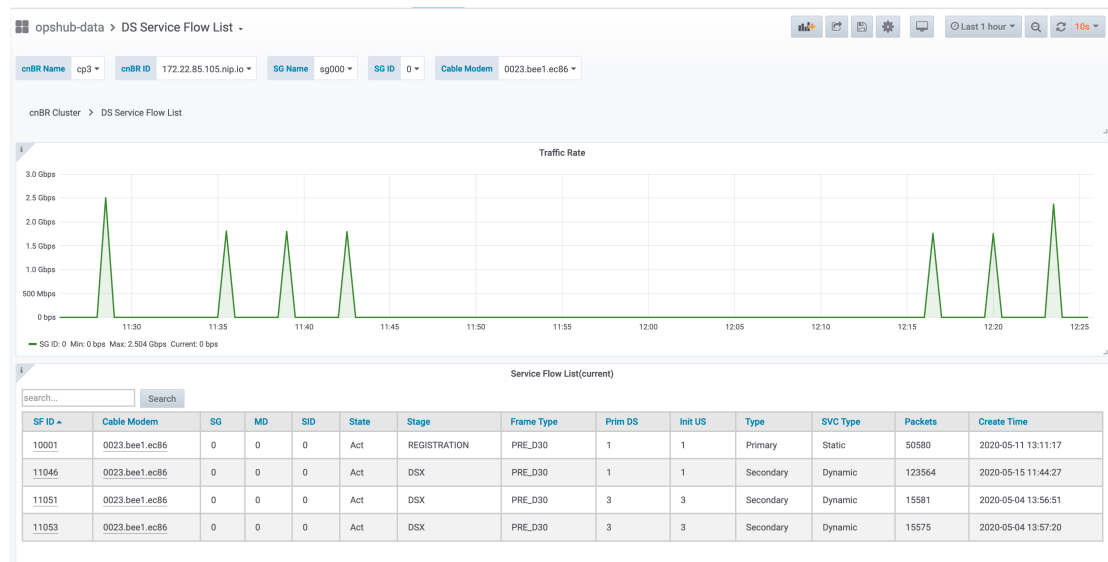 opshub-data > DS Service Flow List
Last 1 hour 10s
cnBR Name cp3 cnBR ID 172.22.85.105.nip.io SG Name sg000 SG ID 0 Cable Modem 0023.bee1.ec86
cnBR Cluster > DS Service Flow List
i
Traffic Rate
3.0 Gbps
2.5 Gbps
2.0 Gbps
1.5 Gbps
1.0 Gbps
500 Mbps
0 bps
11:30 11:35 11:40 11:45 11:50 11:55 12:00 12:05 12:10 12:15 12:20 12:25
SG ID: 0 Min: 0 bps Max: 2.504 Gbps Current: 0 bps
i
Service Flow List(current)
search... Search
SF ID Cable Modem SG MD SID State Stage Frame Type Prim DS Init US Type SVC Type Packets Create Time
10001 0023.bee1.ec86 0 0 0 Act REGISTRATION PRE_D30 1 1 Primary Static 50580 2020-05-11 13:11:17
11046 0023.bee1.ec86 0 0 0 Act DSX PRE_D30 1 1 Secondary Dynamic 123564 2020-05-15 11:44:27
11051 0023.bee1.ec86 0 0 0 Act DSX PRE_D30 3 3 Secondary Dynamic 15581 2020-05-04 13:56:51
11053 0023.bee1.ec86 0 0 0 Act DSX PRE_D30 3 3 Secondary Dynamic 15575 2020-05-04 13:57:20